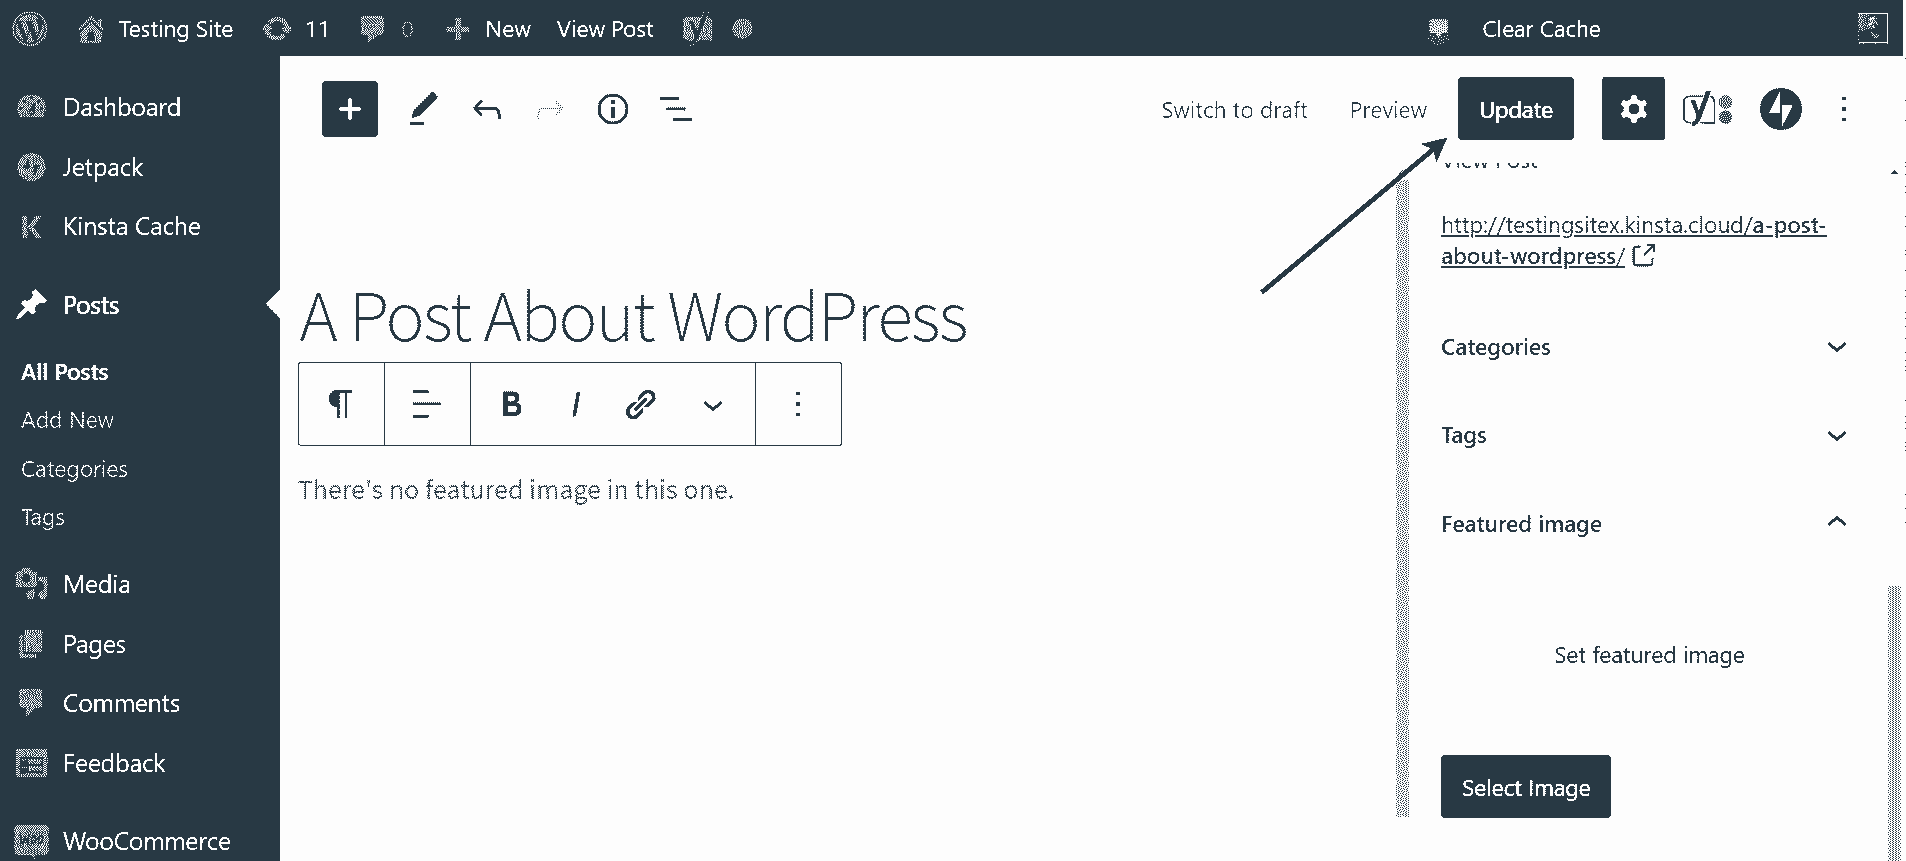 Testing Site 11 0 New View Post Clear Cache
Dashboard
Jetpack
Kinsta Cache
Posts
All Posts
Add New
Categories
Tags
Media
Pages
Comments
Feedback
WooCommerce
Switch to draft Preview Update
A Post About WordPress
B I
There's no featured image in this one.
View Post
http://testingsitex.kinsta.cloud/a-post-
about-wordpress/
Categories
Tags
Featured image
Set featured image
Select Image